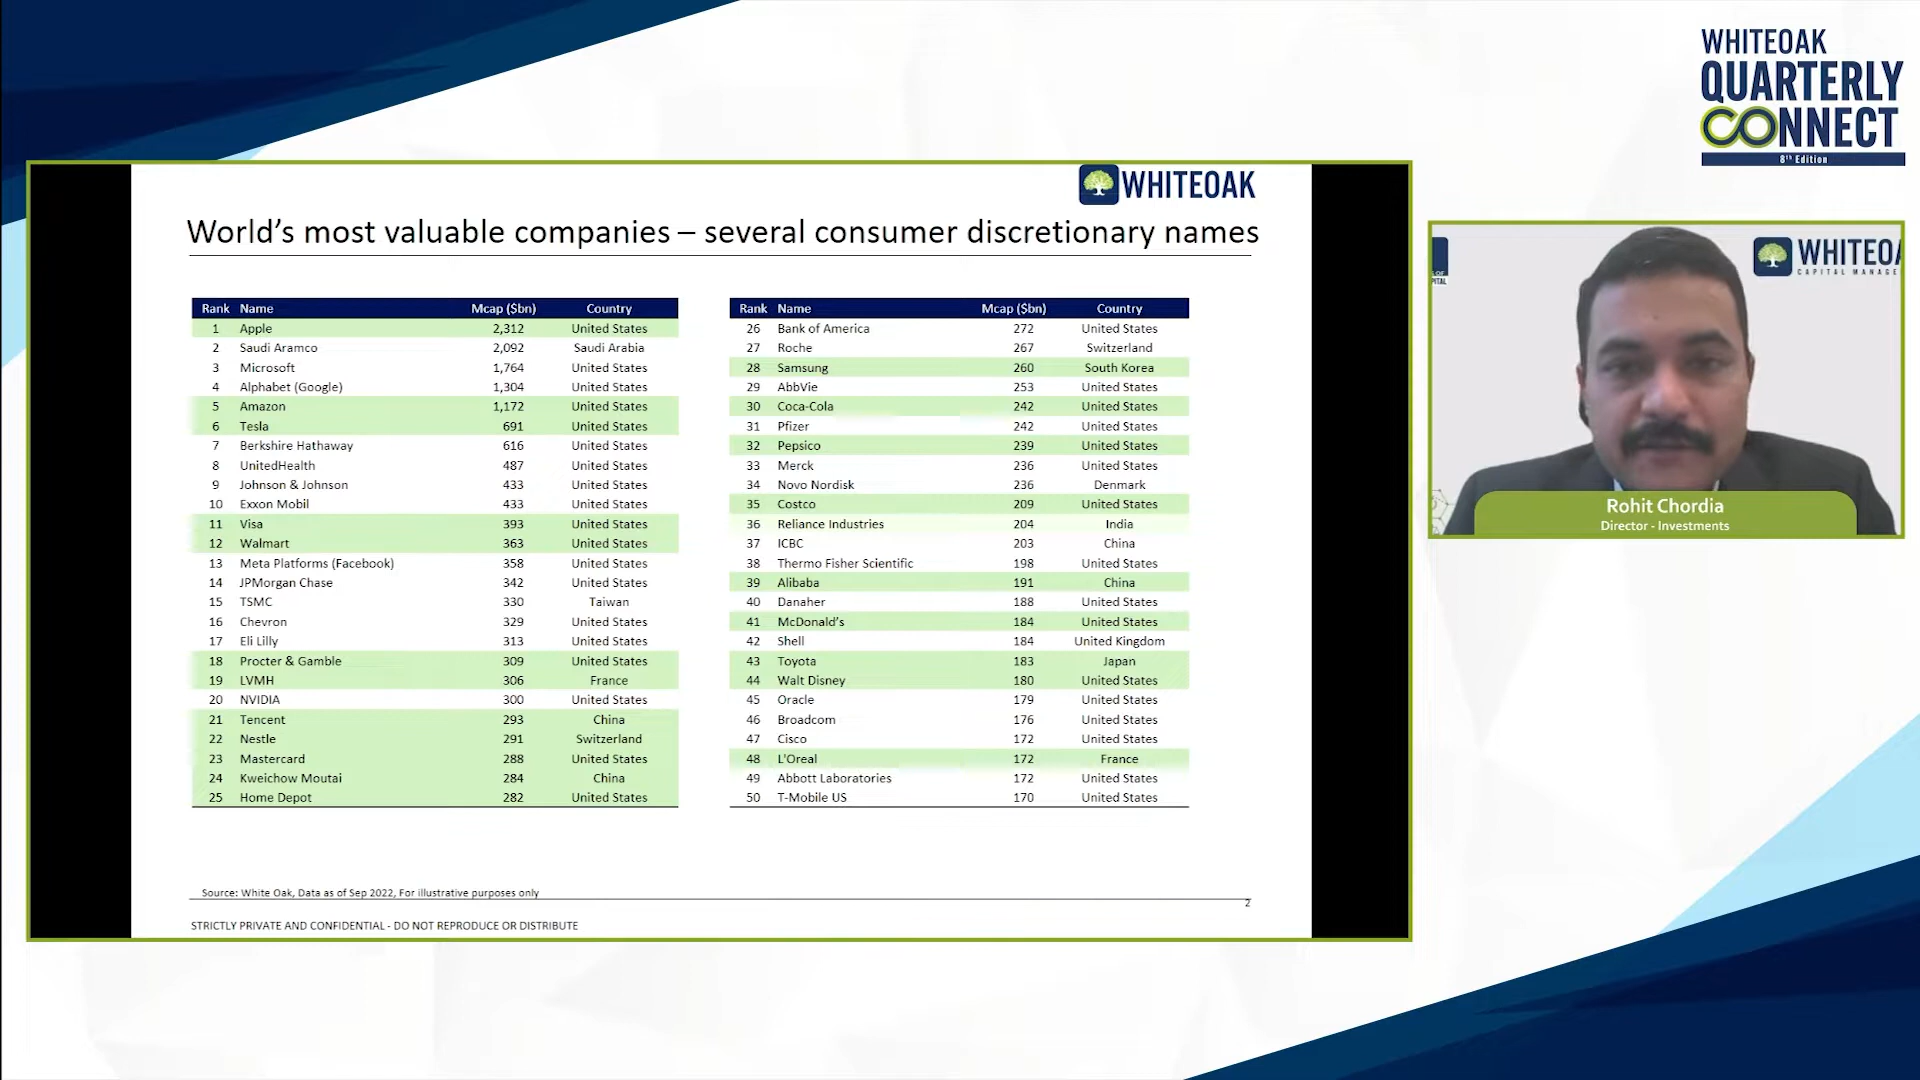 WHITEOAK
QUARTERLY
CONNECT
8th Edition
WHITEOAK
World's most valuable companies – several consumer discretionary names
Rank Name Mcap ($bn) Country
1 Apple 2,312 United States
2 Saudi Aramco 2,092 Saudi Arabia
3 Microsoft 1,764 United States
4 Alphabet (Google) 1,304 United States
5 Amazon 1,172 United States
6 Tesla 691 United States
7 Berkshire Hathaway 616 United States
8 UnitedHealth 487 United States
9 Johnson & Johnson 433 United States
10 Exxon Mobil 433 United States
11 Visa 393 United States
12 Walmart 363 United States
13 Meta Platforms (Facebook) 358 United States
14 JPMorgan Chase 342 United States
15 TSMC 330 Taiwan
16 Chevron 329 United States
17 Eli Lilly 313 United States
18 Procter & Gamble 309 United States
19 LVMH 306 France
20 NVIDIA 300 United States
21 Tencent 293 China
22 Nestle 291 Switzerland
23 Mastercard 288 United States
24 Kweichow Moutai 284 China
25 Home Depot 282 United States
Rank Name Mcap ($bn) Country
26 Bank of America 272 United States
27 Roche 267 Switzerland
28 Samsung 260 South Korea
29 AbbVie 253 United States
30 Coca-Cola 242 United States
31 Pfizer 242 United States
32 Pepsico 239 United States
33 Merck 236 United States
34 Novo Nordisk 236 Denmark
35 Costco 209 United States
36 Reliance Industries 204 India
37 ICBC 203 China
38 Thermo Fisher Scientific 198 United States
39 Alibaba 191 China
40 Danaher 188 United States
41 McDonald's 184 United States
42 Shell 184 United Kingdom
43 Toyota 183 Japan
44 Walt Disney 180 United States
45 Oracle 179 United States
46 Broadcom 176 United States
47 Cisco 172 United States
48 L'Oreal 172 France
49 Abbott Laboratories 172 United States
50 T-Mobile US 170 United States
Source: White Oak, Data as of Sep 2022, For illustrative purposes only
2
STRICTLY PRIVATE AND CONFIDENTIAL - DO NOT REPRODUCE OR DISTRIBUTE
WHITEOA
CAPITAL MANAGE
Rohit Chordia
Director - Investments